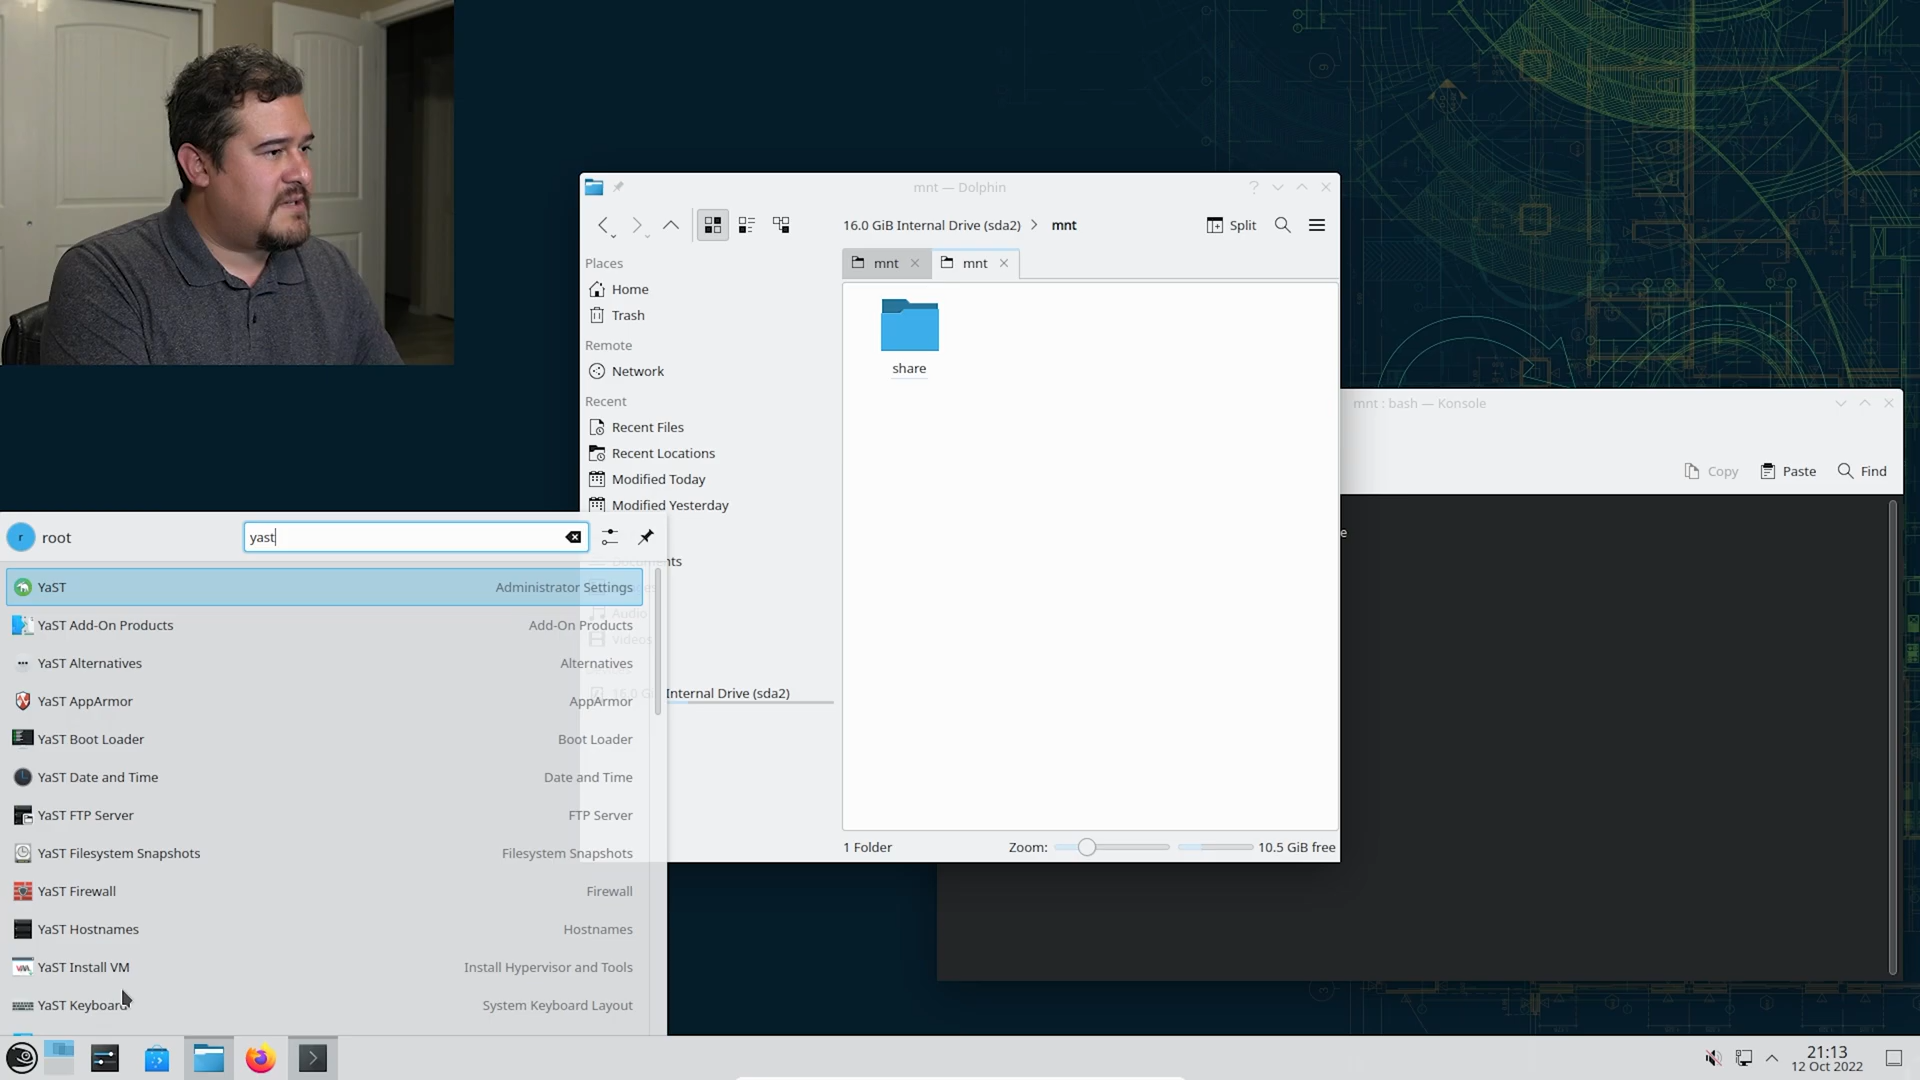 mnt — Dolphin
16.0 GiB Internal Drive (sda2) > mnt
Split
Places
mnt
mnt
Home
Trash
Remote
Network
Recent
Recent Files
Recent Locations
Modified Today
Modified Yesterday
share
mnt : bash — Konsole
Copy
Paste
Find
e
r
root
yast
YaST Administrator Settings
YaST Add-On Products Add-On Products
Audio
Videos
YaST Alternatives Alternatives
16.0 Gi Internal Drive (sda2)
YaST AppArmor AppArmor
YaST Boot Loader Boot Loader
YaST Date and Time Date and Time
YaST FTP Server FTP Server
YaST Filesystem Snapshots Filesystem Snapshots
1 Folder
Zoom:
10.5 GiB free
YaST Firewall Firewall
YaST Hostnames Hostnames
YaST Install VM Install Hypervisor and Tools
YaST Keyboard System Keyboard Layout
21:13
12 Oct 2022